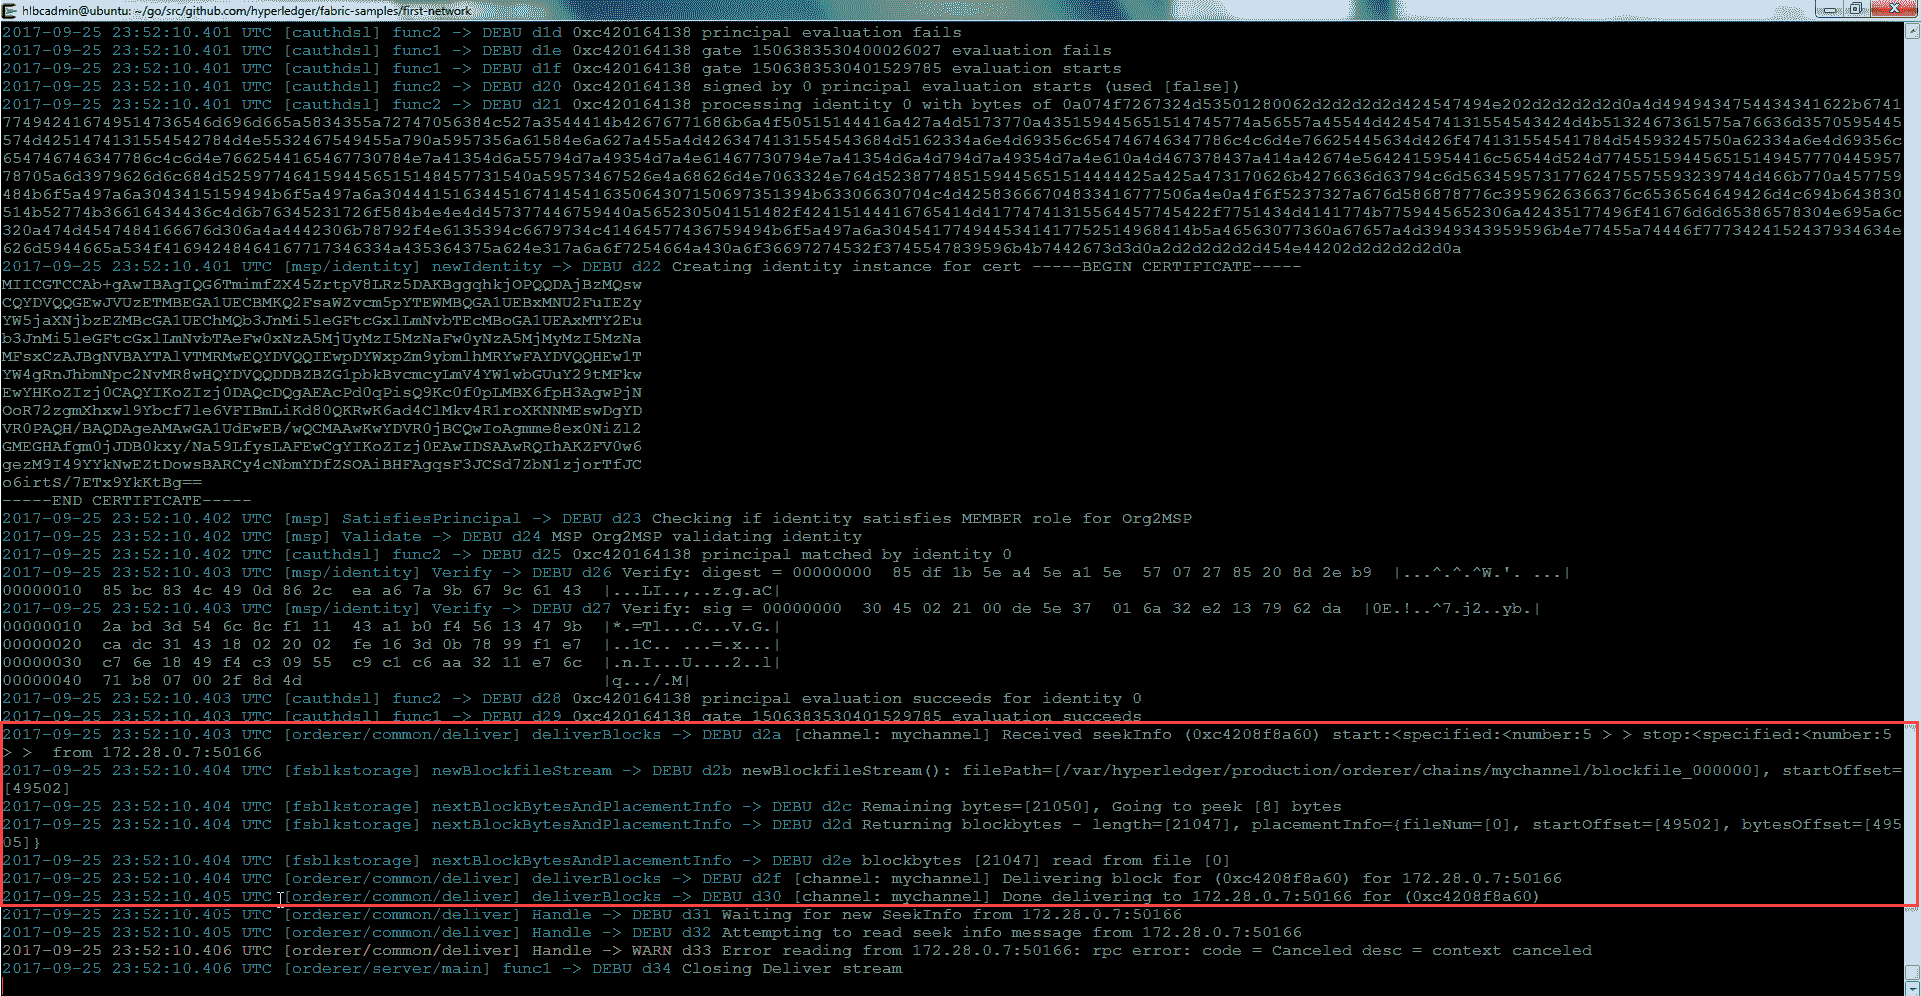 hlbcadmin@ubuntu: ~/go/src/github.com/hyperledger/fabric-samples/first-network
2017-09-25 23:52:10.401 UTC [cauthdsl] func2 -> DEBU d1d 0xc420164138 principal evaluation fails
2017-09-25 23:52:10.401 UTC [cauthdsl] func1 -> DEBU d1e 0xc420164138 gate 1506383530400026027 evaluation fails
2017-09-25 23:52:10.401 UTC [cauthdsl] func1 -> DEBU d1f 0xc420164138 gate 1506383530401529785 evaluation starts
2017-09-25 23:52:10.401 UTC [cauthdsl] func2 -> DEBU d20 0xc420164138 signed by 0 principal evaluation starts (used [false])
2017-09-25 23:52:10.401 UTC [cauthdsl] func2 -> DEBU d21 0xc420164138 processing identity 0 with bytes of
2017-09-25 23:52:10.401 UTC [msp/identity] newIdentity -> DEBU d22 Creating identity instance for cert -----BEGIN CERTIFICATE-----
MIICGTCCAb+gAwIBAgIQG6TmimfZX45ZrtpV8LRz5DAKBggqhkjOPQQDAjBzMQsw
CQYDVQQGEwJVUzETMBEGA1UECBMKQ2FsaWZvcm5pYTEWMBQGA1UEBxMNU2FuIEZy
YW5jaXNjbzEZMBcGA1UEChMQb3JnMi5leGFtcGxlLmNvbTEcMBoGA1UEAxMTY2Eu
b3JnMi5leGFtcGxlLmNvbTAeFw0xNzA5MjUyMzI5MzNaFw0yNzA5MjMyMzI5MzNa
MFsxCzAJBgNVBAYTAlVTMRMwEQYDVQQIEwpDYWxpZm9ybmlhMRYwFAYDVQQHEw1T
YW4gRnJhbmNpc2NvMR8wHQYDVQQDDBZBZG1pbkBvcmcyLmV4YW1wbGUuY29tMFkw
EwYHKoZIzj0CAQYIKoZIzj0DAQcDQgAEAcPd0qPisQ9Kc0f0pLMBX6fpH3AgwPjN
OoR72zgmXhxwl9Ybcf7le6VFIBmLiKd80QKRwK6ad4ClMkv4R1roXKNNMEswDgYD
VR0PAQH/BAQDAgeAMAwGA1UdEwEB/wQCMAAwKwYDVR0jBCQwIoAgmme8ex0NiZl2
GMEGHAfgm0jJDB0kxy/Na59LfysLAFEwCgYIKoZIzj0EAwIDSAAwRQIhAKZFV0w6
gezM9I49YYkNwEZtDowsBARCy4cNbmYDfZSOAiBHFAgqsF3JCSd7ZbN1zjorTfJC
o6irtS/7ETx9YkKtBg==
-----END CERTIFICATE-----
2017-09-25 23:52:10.402 UTC [msp] SatisfiesPrincipal -> DEBU d23 Checking if identity satisfies MEMBER role for Org2MSP
2017-09-25 23:52:10.402 UTC [msp] Validate -> DEBU d24 MSP Org2MSP validating identity
2017-09-25 23:52:10.402 UTC [cauthdsl] func2 -> DEBU d25 0xc420164138 principal matched by identity 0
2017-09-25 23:52:10.403 UTC [msp/identity] Verify -> DEBU d26 Verify: digest = 00000000  85 df 1b 5e a4 5e a1 5e  57 07 27 85 20 8d 2e b9  |...^.^.^W.'. ...|
00000010  85 bc 83 4c 49 0d 86 2c  ea a6 7a 9b 67 9c 61 43  |...LI..,..z.g.aC|
2017-09-25 23:52:10.403 UTC [msp/identity] Verify -> DEBU d27 Verify: sig = 00000000  30 45 02 21 00 de 5e 37  01 6a 32 e2 13 79 62 da  |0E.!..^7.j2..yb.|
00000010  2a bd 3d 54 6c 8c f1 11  43 a1 b0 f4 56 13 47 9b  |*.=Tl...C...V.G.|
00000020  ca dc 31 43 18 02 20 02  fe 16 3d 0b 78 99 f1 e7  |..1C.. ...=.x...|
00000030  c7 6e 18 49 f4 c3 09 55  c9 c1 c6 aa 32 11 e7 6c  |.n.I...U....2..l|
00000040  71 b8 07 00 2f 8d 4d                              |q.../.M|
2017-09-25 23:52:10.403 UTC [cauthdsl] func2 -> DEBU d28 0xc420164138 principal evaluation succeeds for identity 0
2017-09-25 23:52:10.403 UTC [cauthdsl] func1 -> DEBU d29 0xc420164138 gate 1506383530401529785 evaluation succeeds
2017-09-25 23:52:10.403 UTC [orderer/common/deliver] deliverBlocks -> DEBU d2a [channel: mychannel] Received seekInfo (0xc4208f8a60) start:<specified:<number:5 > > stop:<specified:<number:5
> >  from 172.28.0.7:50166
2017-09-25 23:52:10.404 UTC [fsblkstorage] newBlockfileStream -> DEBU d2b newBlockfileStream(): filePath=[/var/hyperledger/production/orderer/chains/mychannel/blockfile_000000], startOffset=
[49502]
2017-09-25 23:52:10.404 UTC [fsblkstorage] nextBlockBytesAndPlacementInfo -> DEBU d2c Remaining bytes=[21050], Going to peek [8] bytes
2017-09-25 23:52:10.404 UTC [fsblkstorage] nextBlockBytesAndPlacementInfo -> DEBU d2d Returning blockbytes - length=[21047], placementInfo={fileNum=[0], startOffset=[49502], bytesOffset=[495
05]}
2017-09-25 23:52:10.404 UTC [fsblkstorage] nextBlockBytesAndPlacementInfo -> DEBU d2e blockbytes [21047] read from file [0]
2017-09-25 23:52:10.404 UTC [orderer/common/deliver] deliverBlocks -> DEBU d2f [channel: mychannel] Delivering block for (0xc4208f8a60) for 172.28.0.7:50166
2017-09-25 23:52:10.405 UTC [orderer/common/deliver] deliverBlocks -> DEBU d30 [channel: mychannel] Done delivering to 172.28.0.7:50166 for (0xc4208f8a60)
2017-09-25 23:52:10.405 UTC [orderer/common/deliver] Handle -> DEBU d31 Waiting for new SeekInfo from 172.28.0.7:50166
2017-09-25 23:52:10.405 UTC [orderer/common/deliver] Handle -> DEBU d32 Attempting to read seek info message from 172.28.0.7:50166
2017-09-25 23:52:10.406 UTC [orderer/common/deliver] Handle -> WARN d33 Error reading from 172.28.0.7:50166: rpc error: code = Canceled desc = context canceled
2017-09-25 23:52:10.406 UTC [orderer/server/main] func1 -> DEBU d34 Closing Deliver stream